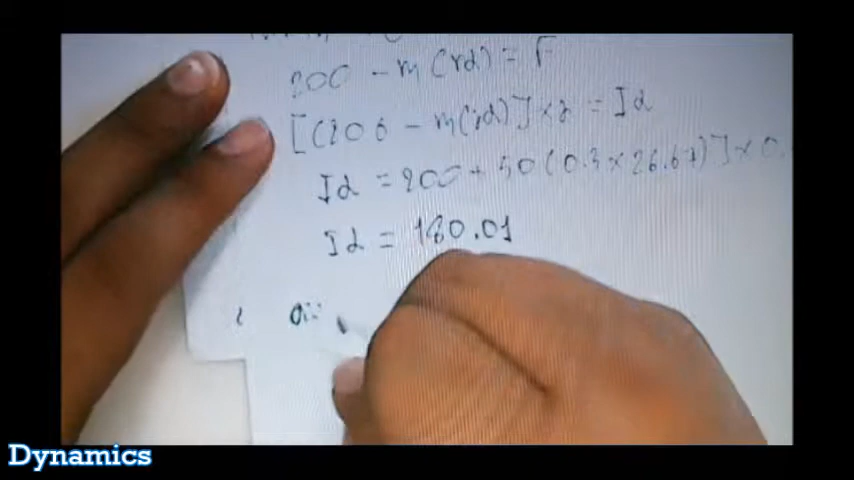 200 - m(rα) = F
[(200 - m(rα)] × r = Iα
Iα = 200 + 50(0.3 × 26.67)] × 0.
Iα = 180.01
Dynamics